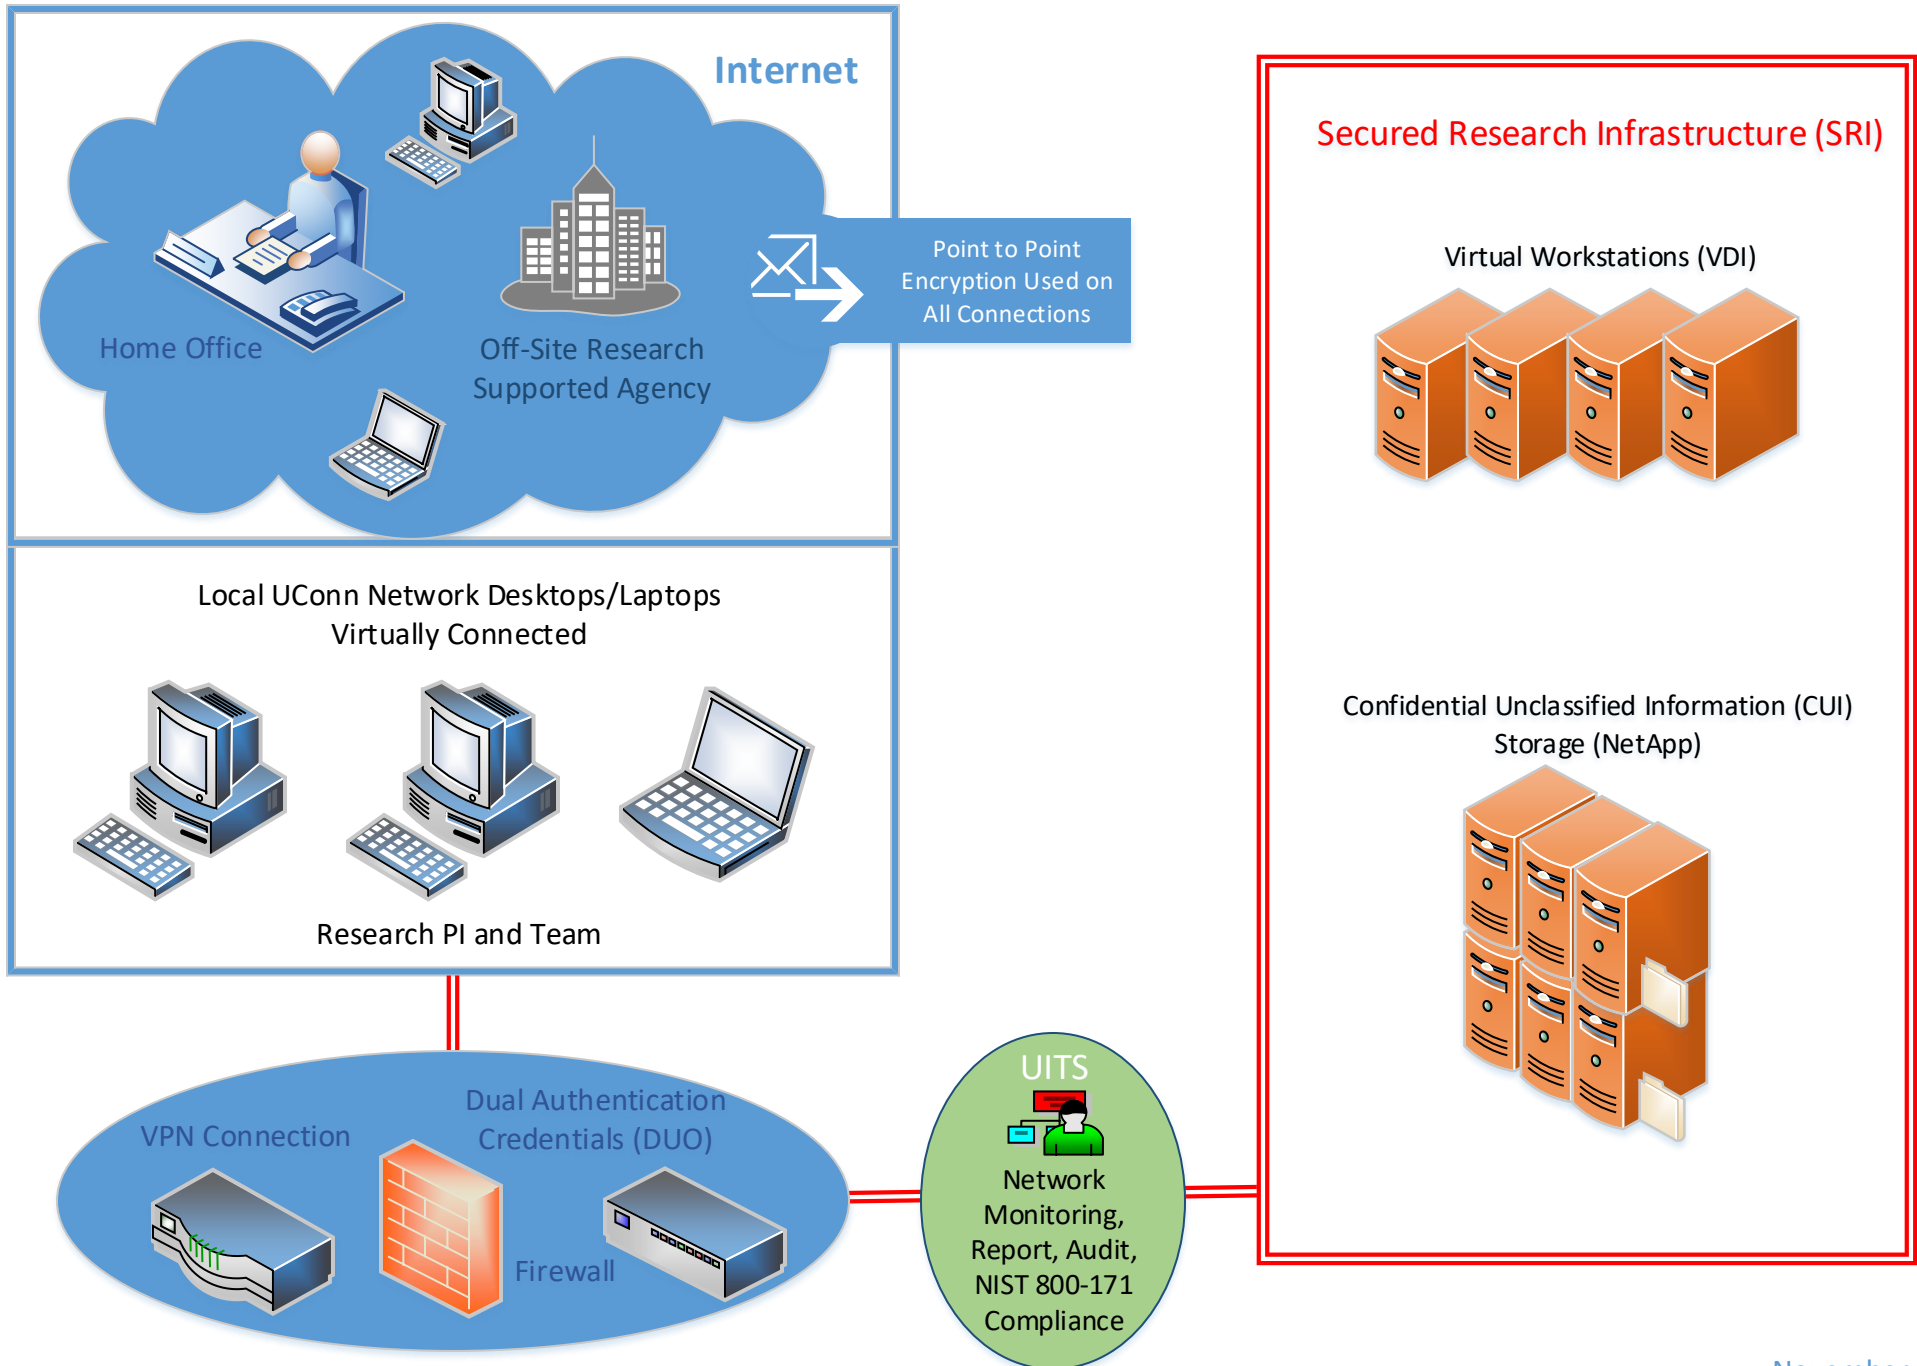 Internet
Secured Research Infrastructure (SRI)
Point to Point
Encryption Used on
All Connections
Virtual Workstations (VDI)
Home Office
Off-Site Research
Supported Agency
Local UConn Network Desktops/Laptops
Virtually Connected
Confidential Unclassified Information (CUI)
Storage (NetApp)
Research PI and Team
UITS
Dual Authentication
Credentials (DUO)
VPN Connection
Firewall
Network
Monitoring,
Report, Audit,
NIST 800-171
Compliance
November